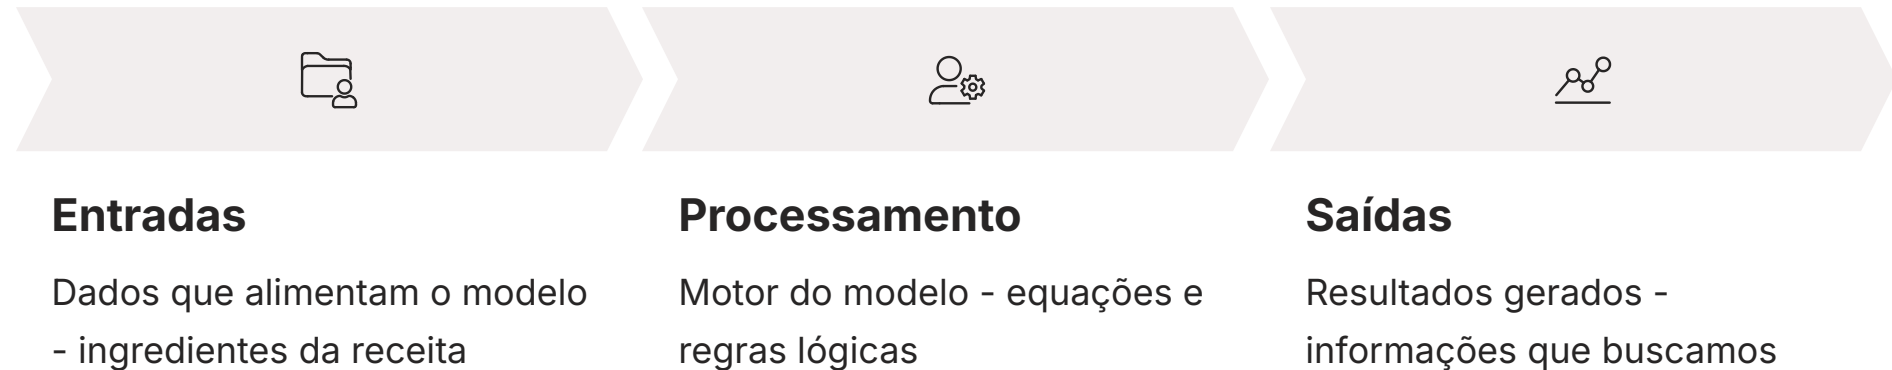 Entradas
Dados que alimentam o modelo
- ingredientes da receita
Processamento
Motor do modelo - equações e
regras lógicas
Saídas
Resultados gerados -
informações que buscamos